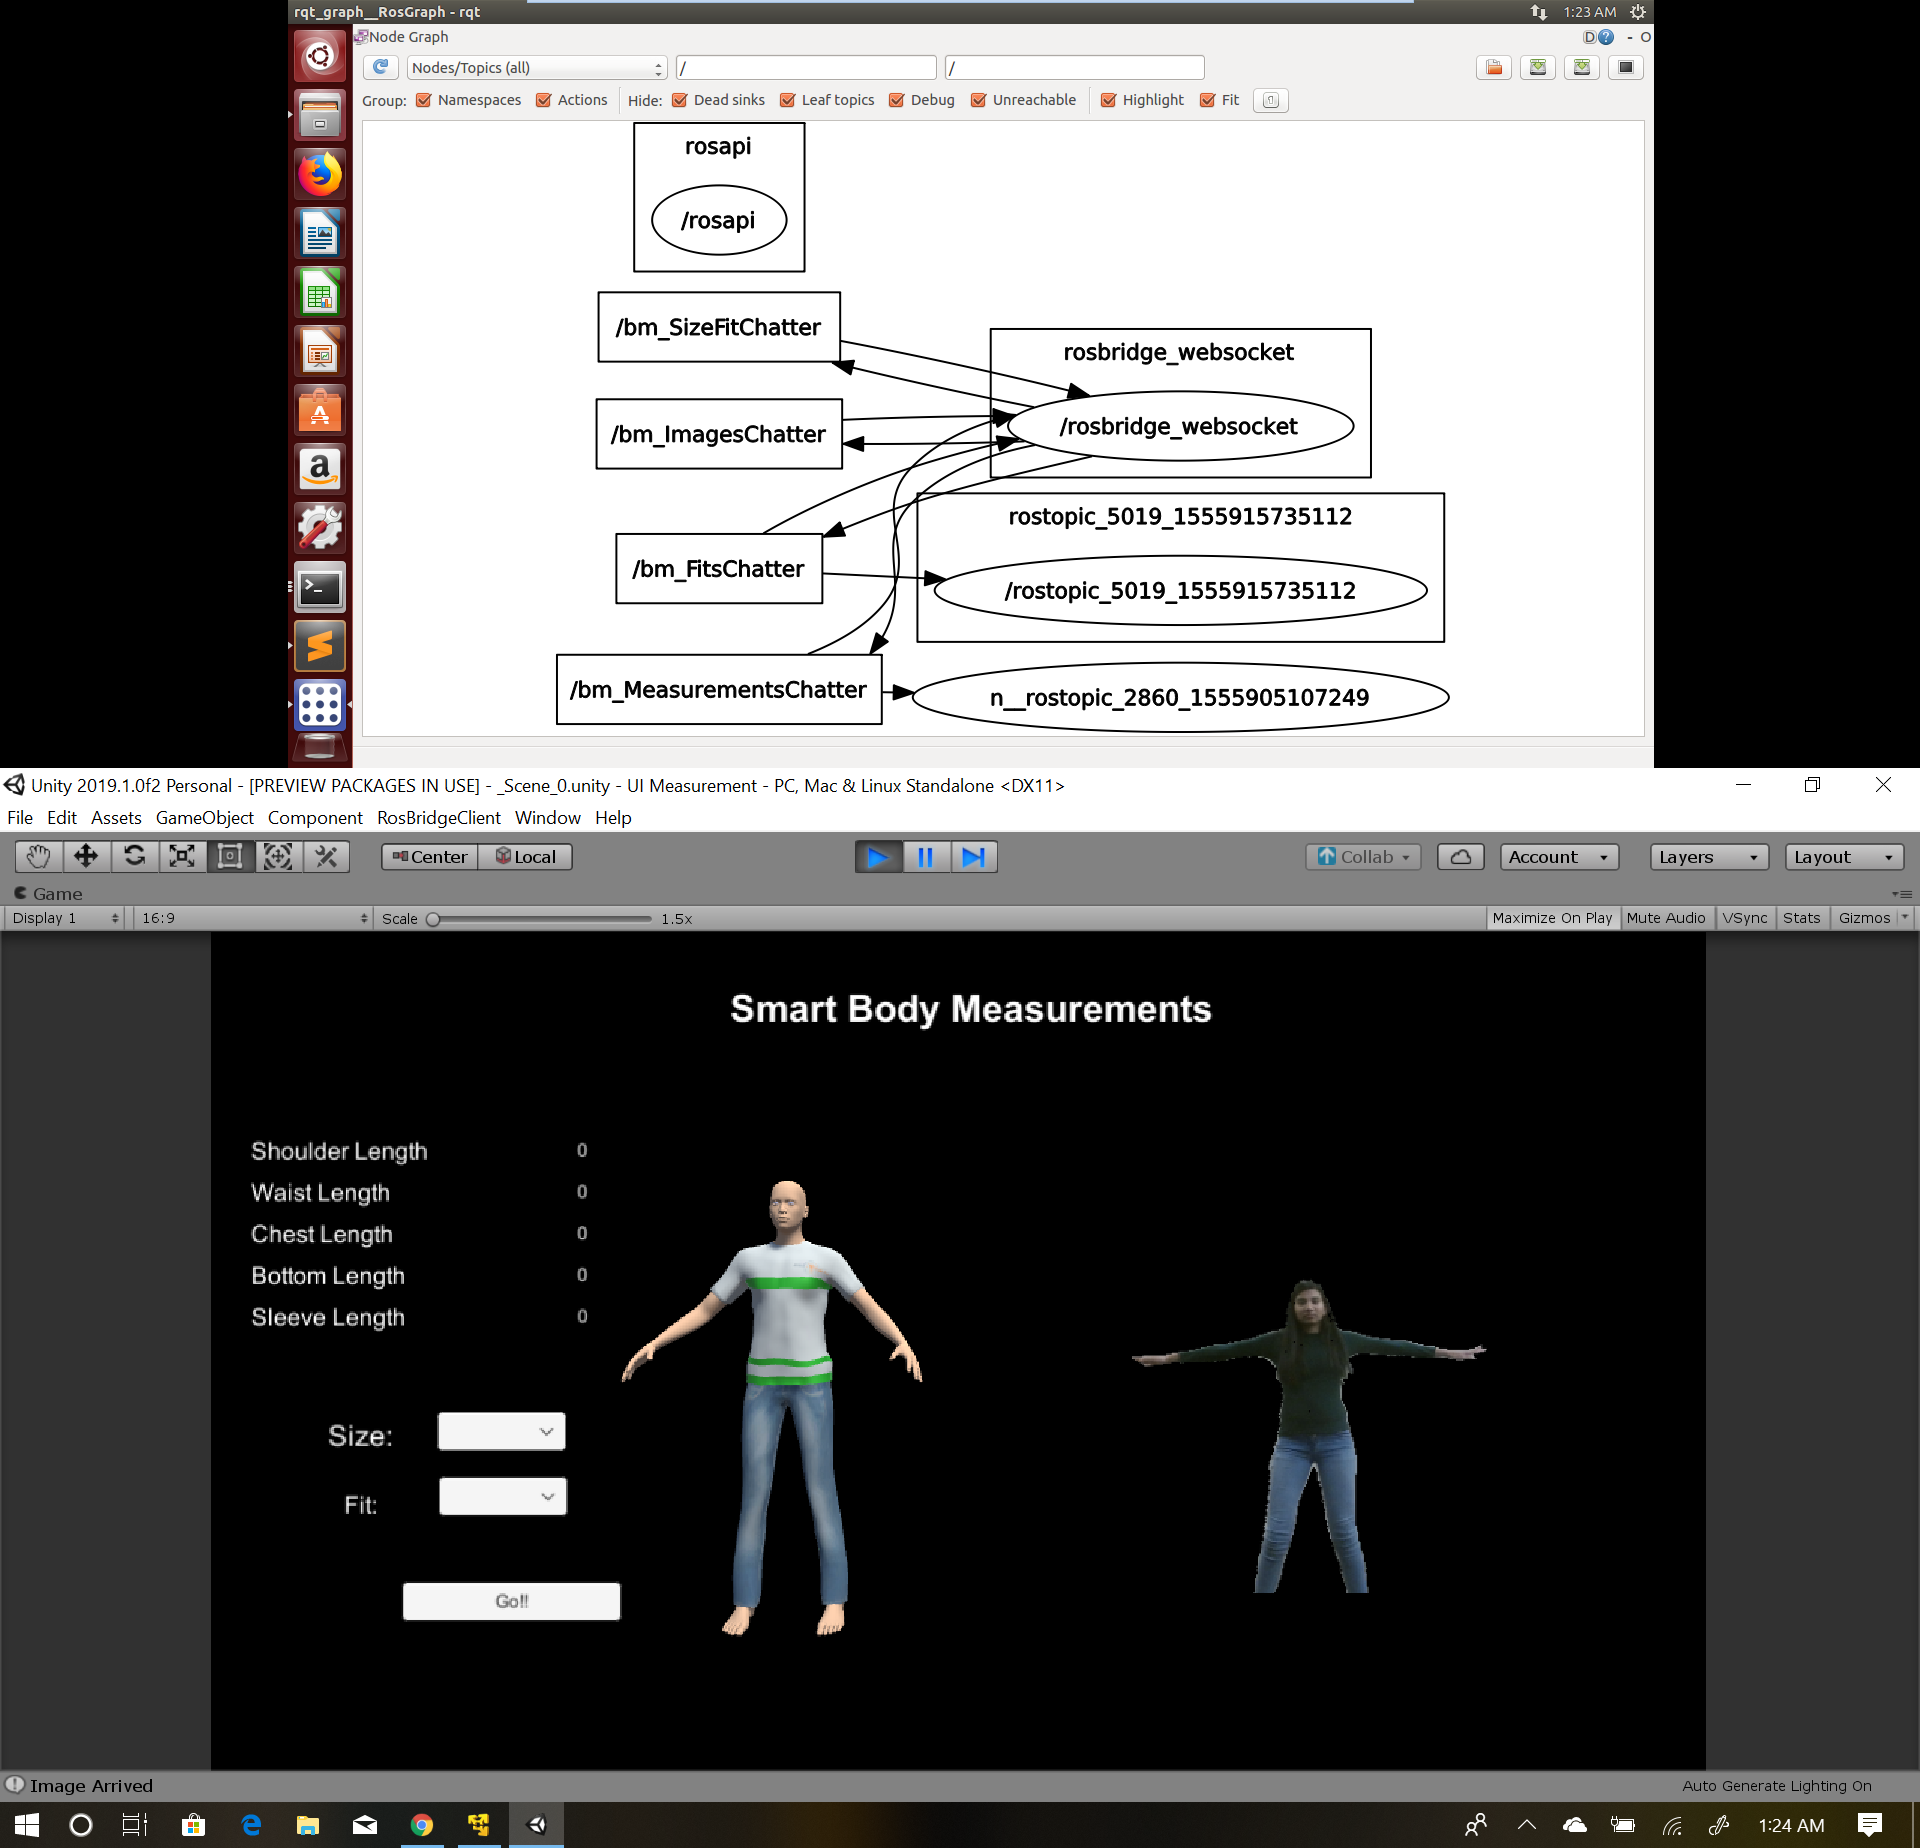 rqt_graph__RosGraph - rqt
1:23 AM
Node Graph
D ? - O
Nodes/Topics (all)
/
/
Group: Namespaces Actions Hide: Dead sinks Leaf topics Debug Unreachable Highlight Fit
rosapi
/rosapi
/bm_SizeFitChatter
rosbridge_websocket
/bm_ImagesChatter
/rosbridge_websocket
rostopic_5019_1555915735112
/bm_FitsChatter
/rostopic_5019_1555915735112
/bm_MeasurementsChatter
n__rostopic_2860_1555905107249
Unity 2019.1.0f2 Personal - [PREVIEW PACKAGES IN USE] - _Scene_0.unity - UI Measurement - PC, Mac & Linux Standalone <DX11>
File Edit Assets GameObject Component RosBridgeClient Window Help
Center Local Collab Account Layers Layout
Game
Display 1 16:9 Scale 1.5x Maximize On Play Mute Audio VSync Stats Gizmos
Smart Body Measurements
Shoulder Length 0
Waist Length 0
Chest Length 0
Bottom Length 0
Sleeve Length 0
Size:
Fit:
Go!!
Image Arrived
Auto Generate Lighting On
1:24 AM